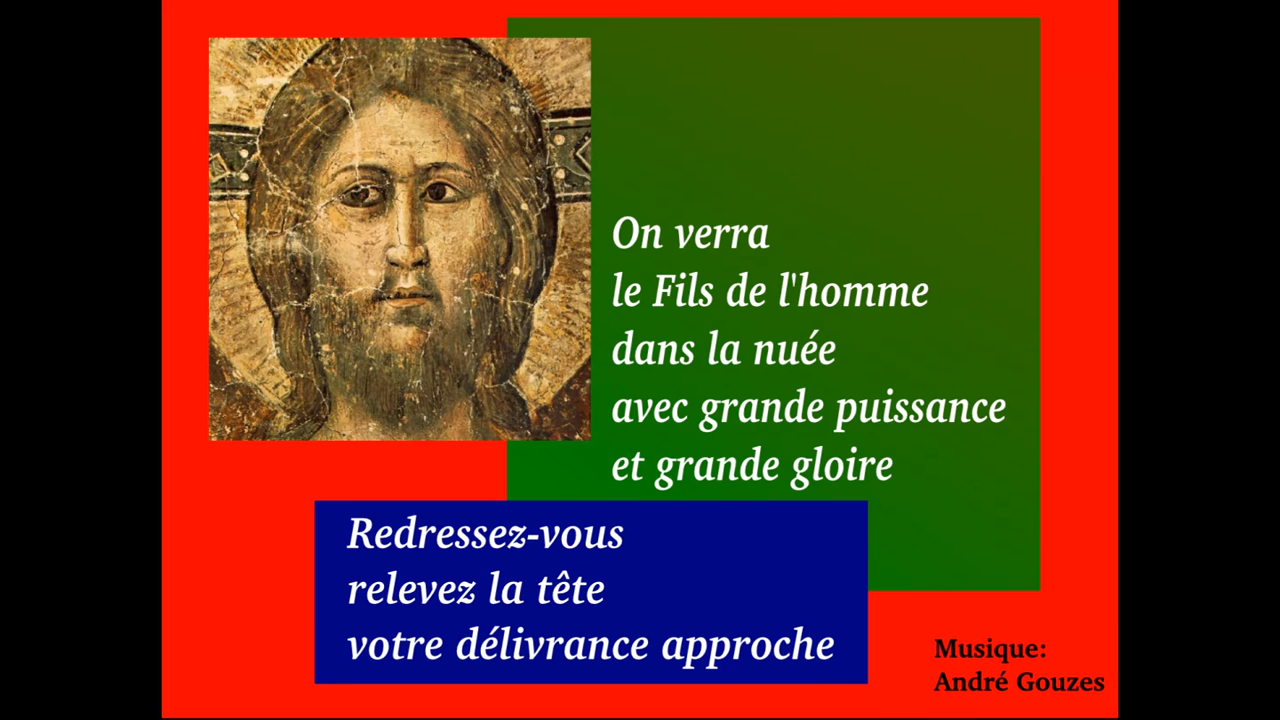 On verra
le Fils de l'homme
dans la nuée
avec grande puissance
et grande gloire
Redressez-vous
relevez la tête
votre délivrance approche
Musique:
André Gouzes